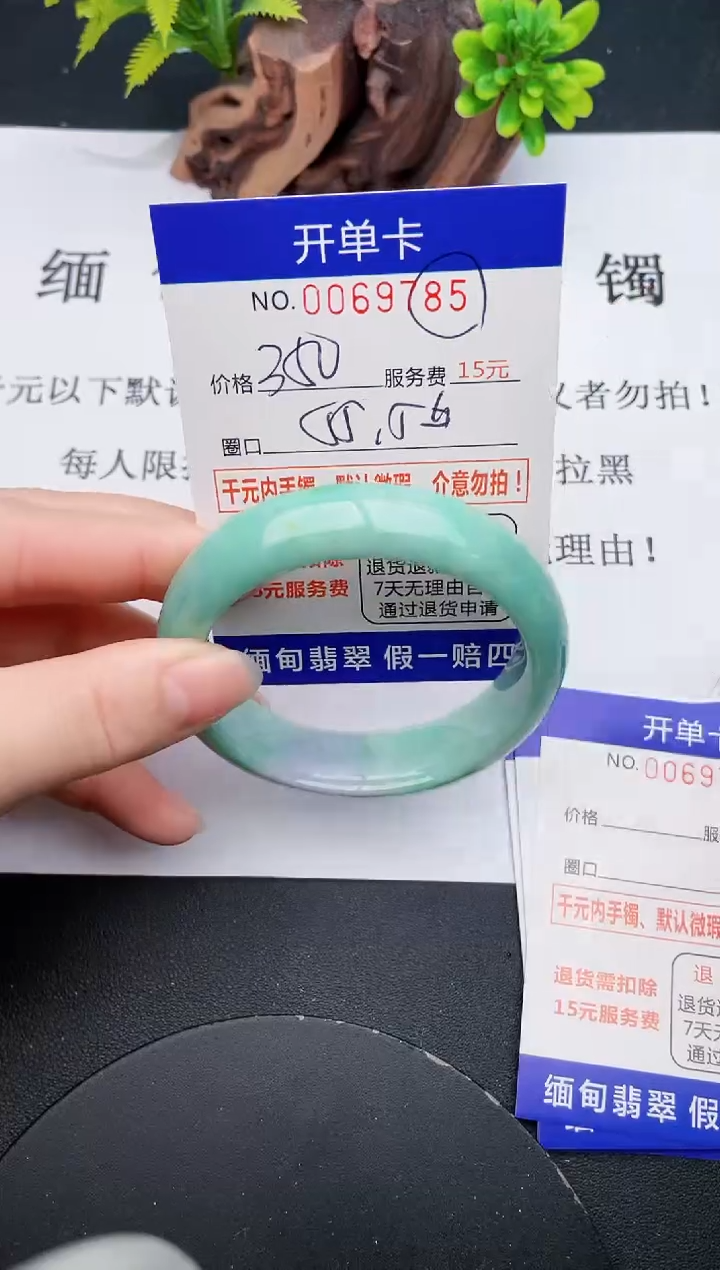 开单卡
缅
镯
NO.0069785
价格350 服务费15元
圈口 55.56
元以下默
者勿拍！
每人限
拉黑
理由！
千元内手镯、默认微瑕 介意勿拍！
元服务费
7天无理由
通过退货申请
缅甸翡翠 假一赔四
开单
NO.0069
价格
服
圈口
千元内手镯、默认微瑕
退货需扣除
15元服务费
退
退货
7天
通过
缅甸翡翠 假